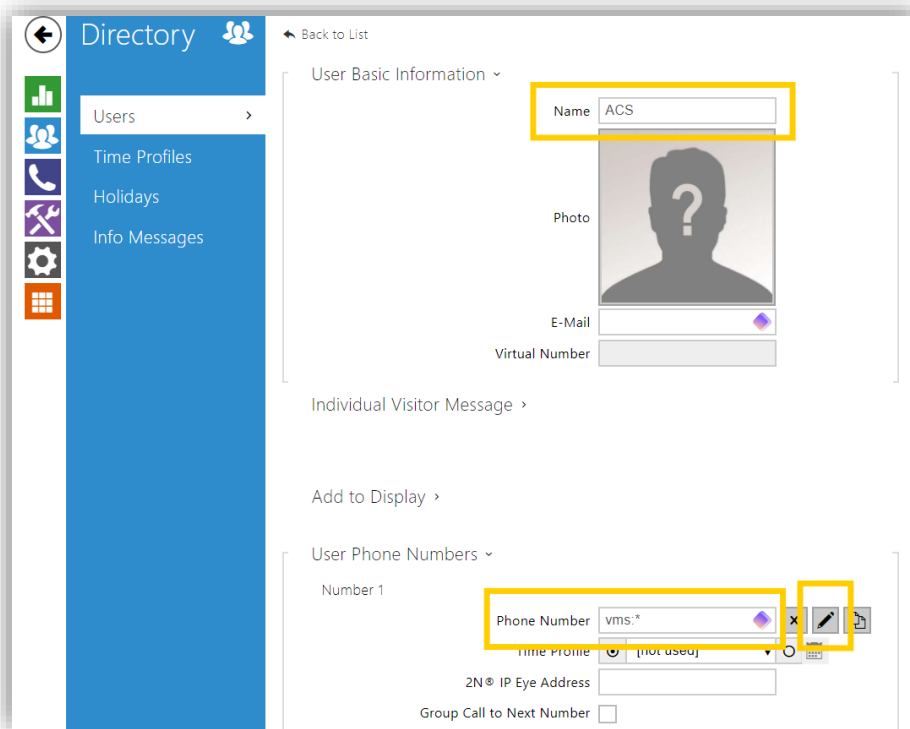 Directory
Back to List
User Basic Information
Name ACS
Users
Time Profiles
Holidays
Info Messages
Photo
?
E-Mail
Virtual Number
Individual Visitor Message
Add to Display
User Phone Numbers
Number 1
Phone Number vms:*
Time Profile [not used]
2N® IP Eye Address
Group Call to Next Number